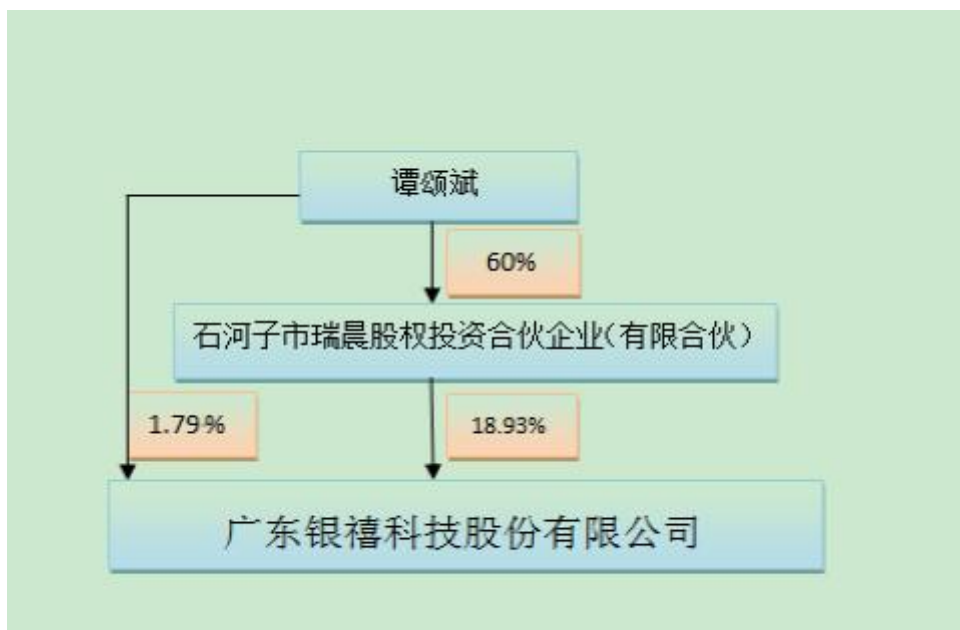 谭颂斌
60%
石河子市瑞晨股权投资合伙企业（有限合伙）
1.79%
18.93%
广东银禧科技股份有限公司